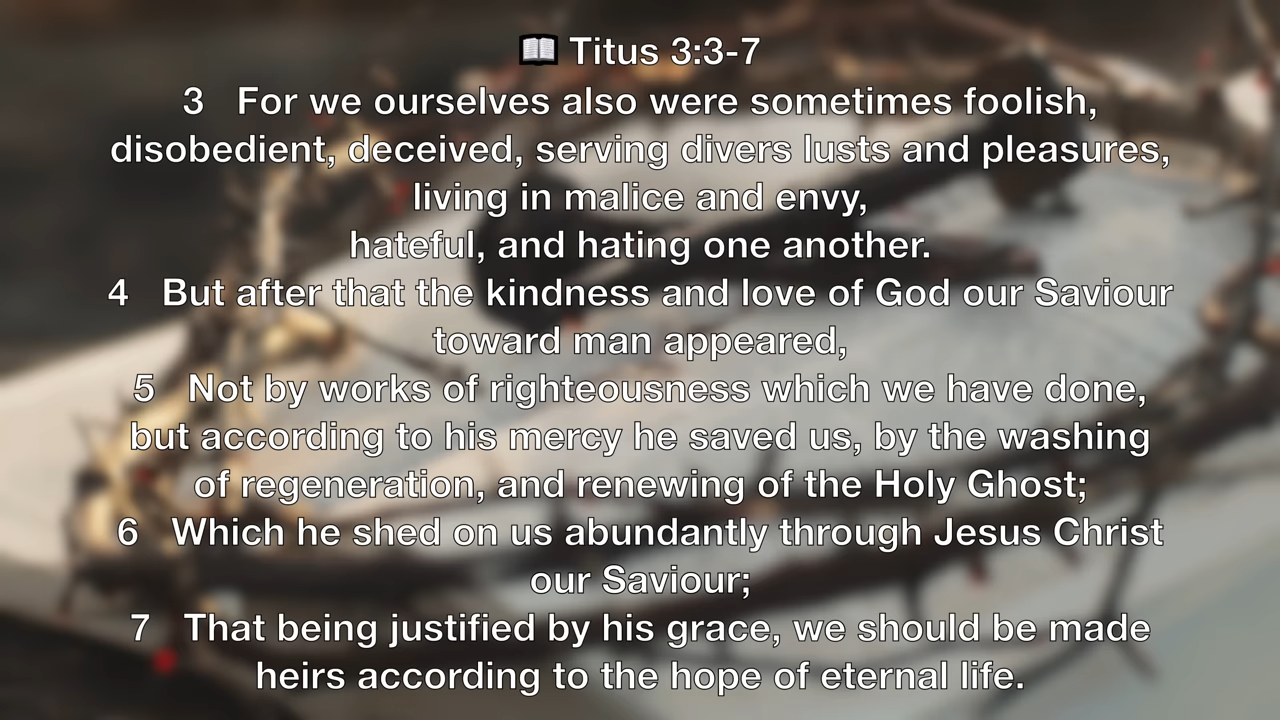 📖 Titus 3:3-7
3 For we ourselves also were sometimes foolish,
disobedient, deceived, serving divers lusts and pleasures,
living in malice and envy,
hateful, and hating one another.
4 But after that the kindness and love of God our Saviour
toward man appeared,
5 Not by works of righteousness which we have done,
but according to his mercy he saved us, by the washing
of regeneration, and renewing of the Holy Ghost;
6 Which he shed on us abundantly through Jesus Christ
our Saviour;
7 That being justified by his grace, we should be made
heirs according to the hope of eternal life.